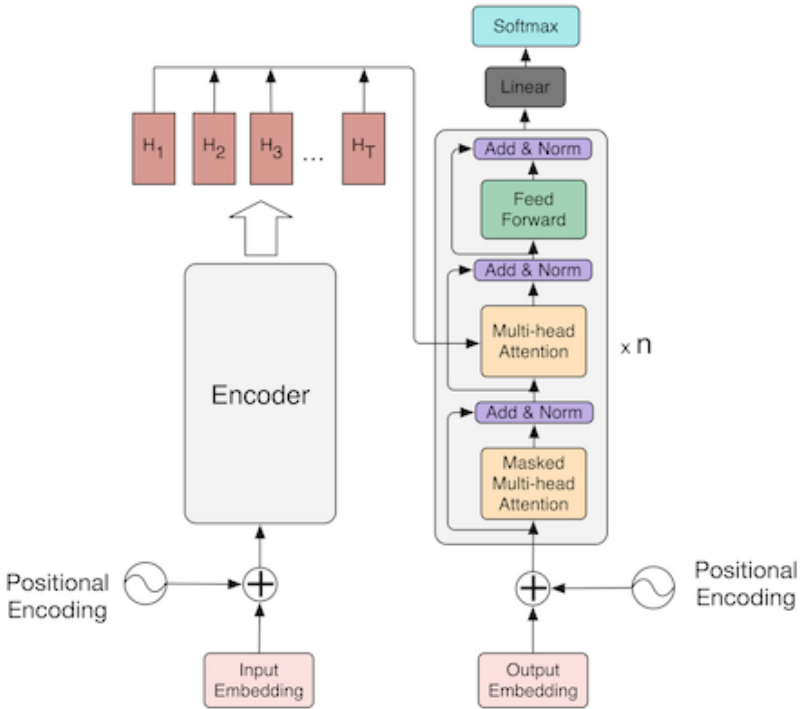 Softmax
Linear
H1
H2
H3
...
HT
Add & Norm
Feed
Forward
Add & Norm
Encoder
Multi-head
Attention
x n
Add & Norm
Masked
Multi-head
Attention
Positional
Encoding
Positional
Encoding
Input
Embedding
Output
Embedding